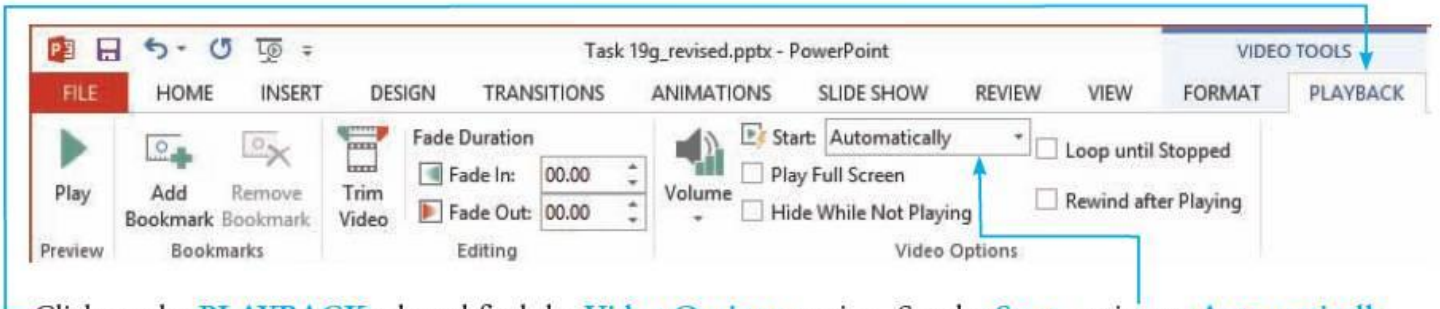 Task 19g_revised.pptx - PowerPoint
VIDEO TOOLS
FILE HOME INSERT DESIGN TRANSITIONS ANIMATIONS SLIDE SHOW REVIEW VIEW FORMAT PLAYBACK
Play
Add Bookmark
Remove Bookmark
Trim Video
Fade Duration
Fade In: 00.00
Fade Out: 00.00
Volume
Start: Automatically
Play Full Screen
Hide While Not Playing
Loop until Stopped
Rewind after Playing
Preview Bookmarks Editing Video Options